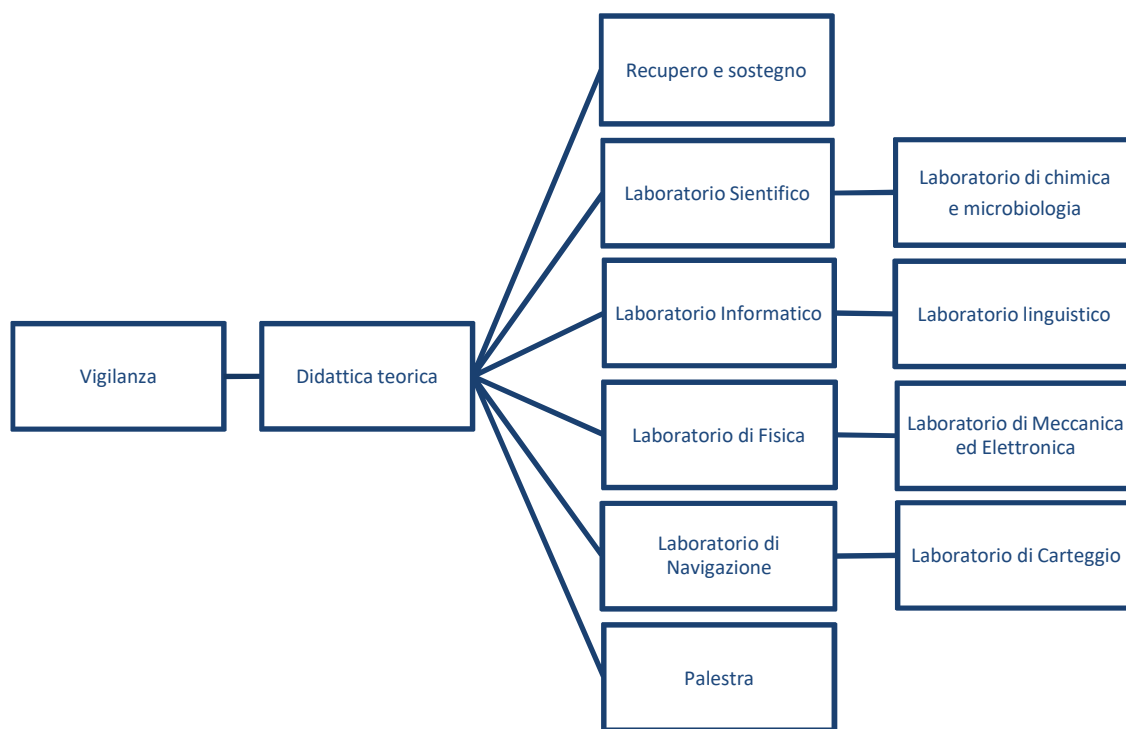 Recupero e sostegno
Laboratorio Sientifico
Laboratorio di chimica
e microbiologia
Laboratorio Informatico
Laboratorio linguistico
Vigilanza
Didattica teorica
Laboratorio di Fisica
Laboratorio di Meccanica
ed Elettronica
Laboratorio di
Navigazione
Laboratorio di Carteggio
Palestra